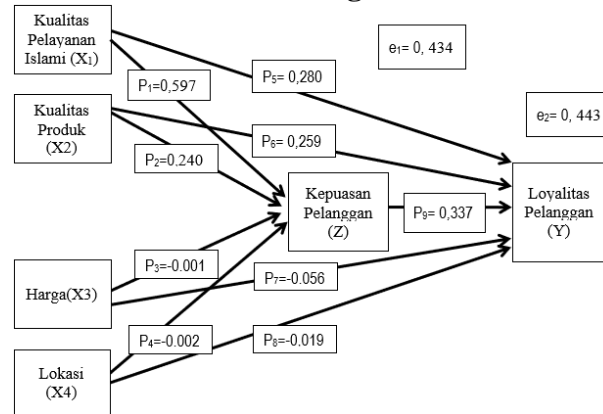 Kualitas
Pelayanan
Islami (X₁)
e₁= 0, 434
P₁=0,597
P₅= 0,280
Kualitas
Produk
(X2)
e₂= 0, 443
P₂=0.240
P₆= 0,259
Kepuasan
Pelanggan
(Z)
P₉= 0,337
Loyalitas
Pelanggan
(Y)
Harga(X3)
P₃=-0.001
P₇=-0.056
P₄=-0.002
P₈=-0.019
Lokasi
(X4)